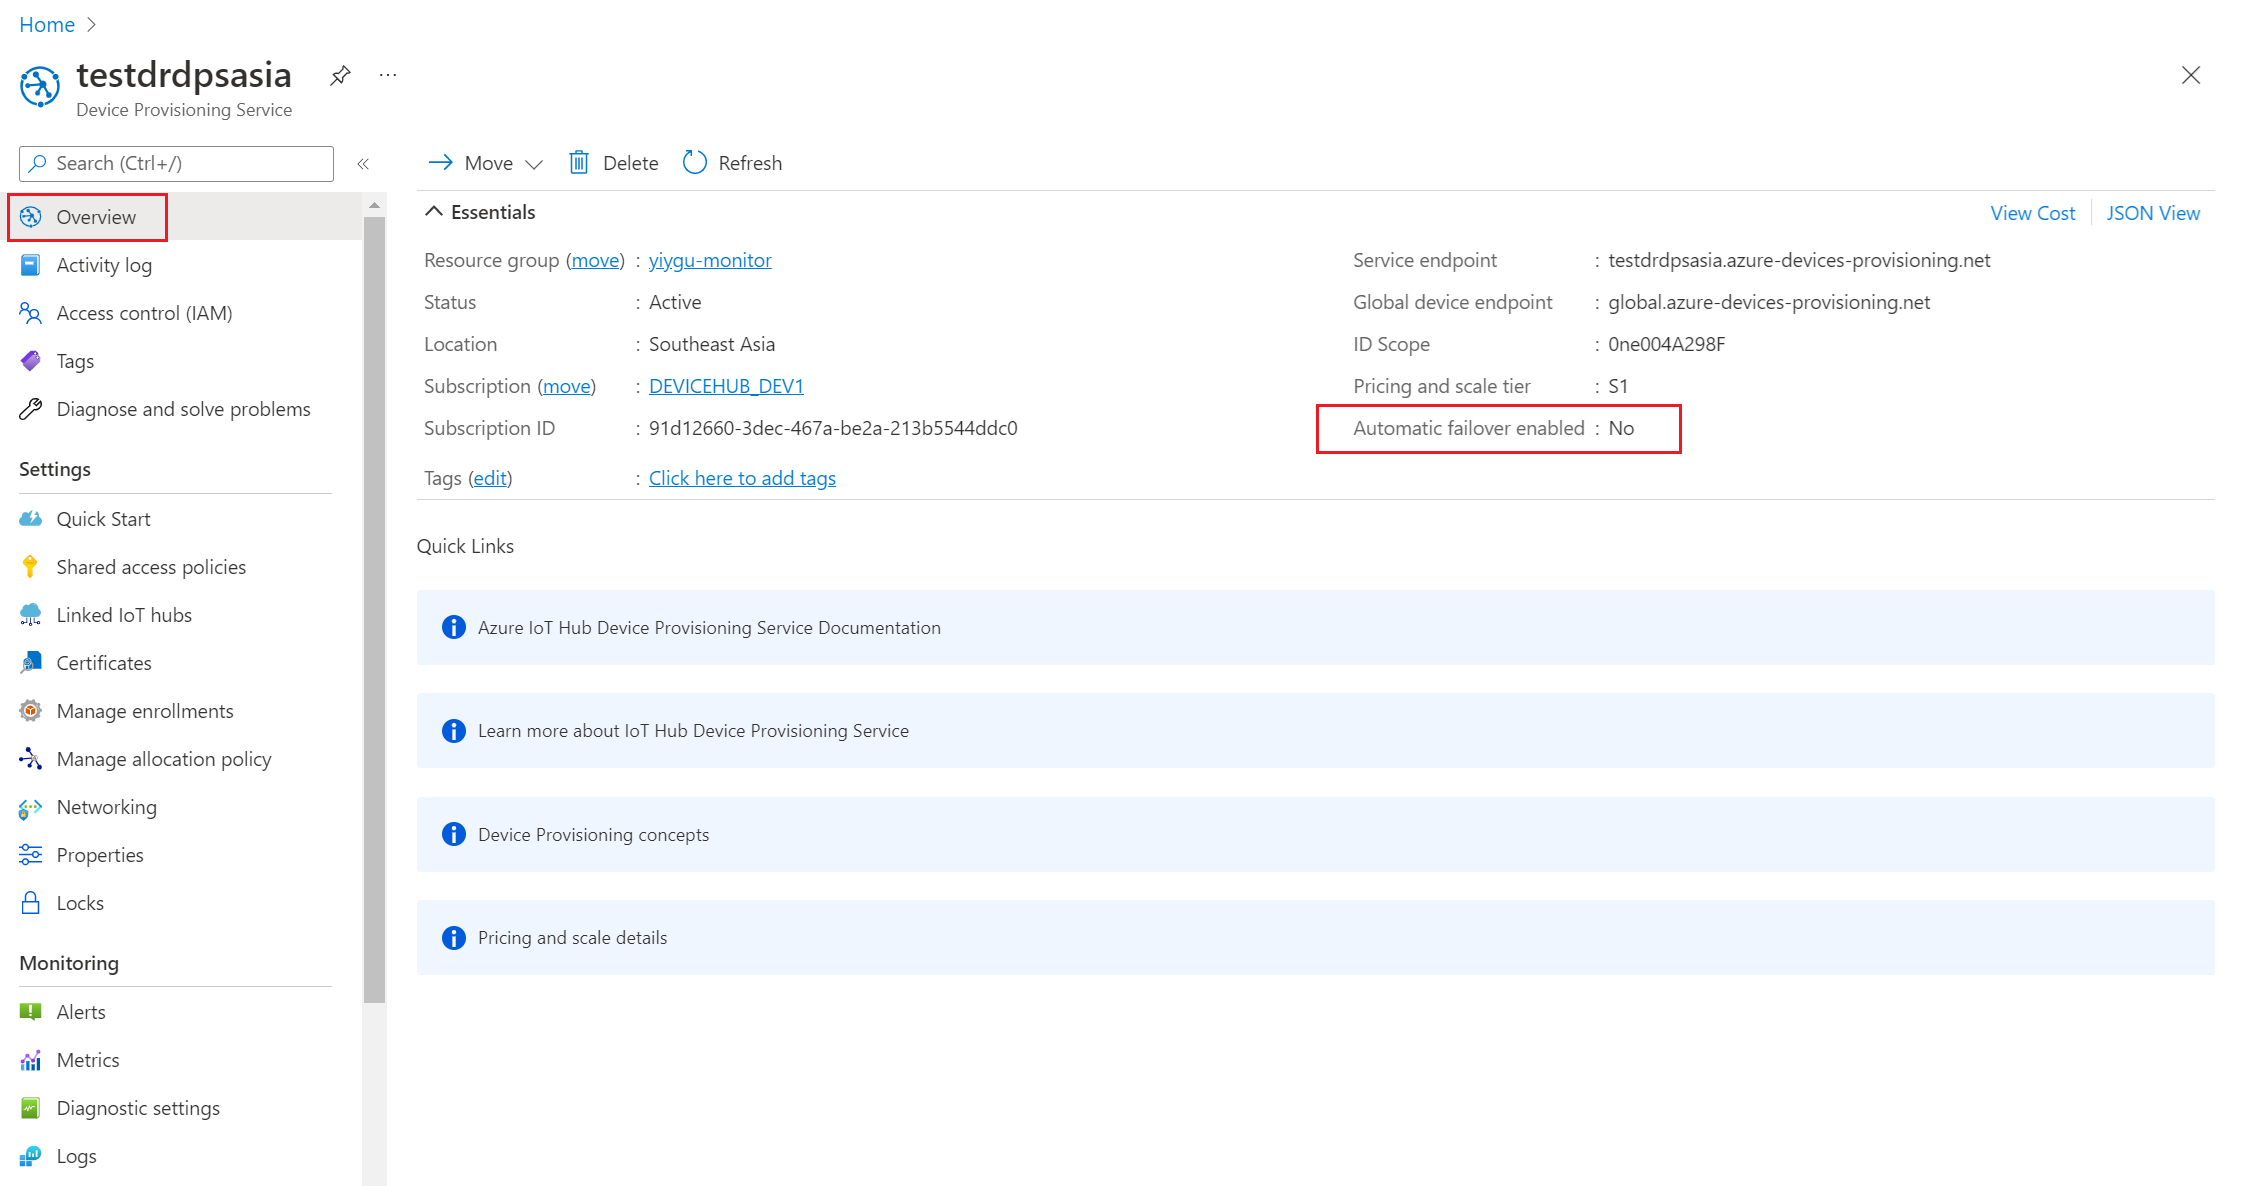 Home
testdrdpsasia
Device Provisioning Service
Search (Ctrl+/)
Overview
Activity log
Access control (IAM)
Tags
Diagnose and solve problems
Settings
Quick Start
Shared access policies
Linked IoT hubs
Certificates
Manage enrollments
Manage allocation policy
Networking
Properties
Locks
Monitoring
Alerts
Metrics
Diagnostic settings
Logs
Move Delete Refresh
Essentials
View Cost JSON View
Resource group (move) : yiygu-monitor
Status : Active
Location : Southeast Asia
Subscription (move) : DEVICEHUB_DEV1
Subscription ID : 91d12660-3dec-467a-be2a-213b5544ddc0
Tags (edit) : Click here to add tags
Service endpoint : testdrdpsasia.azure-devices-provisioning.net
Global device endpoint : global.azure-devices-provisioning.net
ID Scope : 0ne004A298F
Pricing and scale tier : S1
Automatic failover enabled : No
Quick Links
Azure IoT Hub Device Provisioning Service Documentation
Learn more about IoT Hub Device Provisioning Service
Device Provisioning concepts
Pricing and scale details